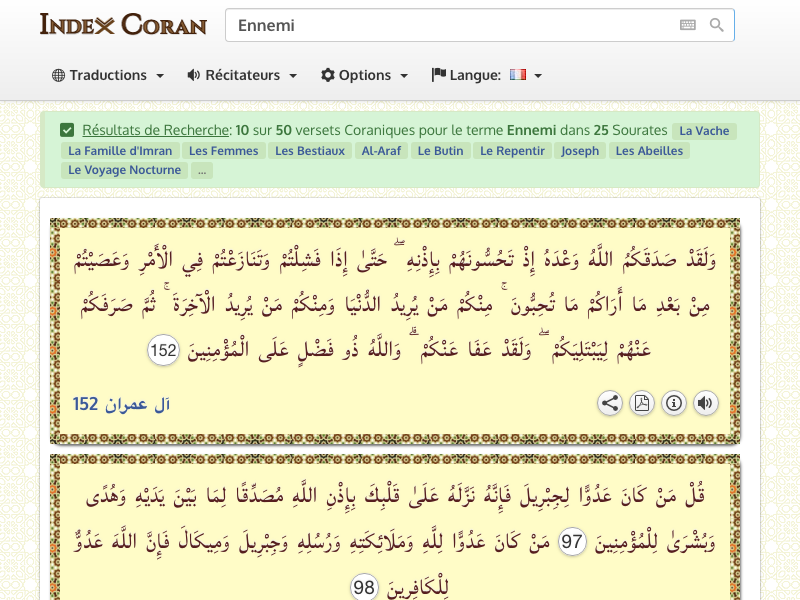 Index Coran
Ennemi
Traductions Récitateurs Options Langue:
Résultats de Recherche: 10 sur 50 versets Coraniques pour le terme Ennemi dans 25 Sourates La Vache
La Famille d'Imran Les Femmes Les Bestiaux Al-Araf Le Butin Le Repentir Joseph Les Abeilles
Le Voyage Nocturne ...
وَلَقَدْ صَدَقَكُمُ اللَّهُ وَعْدَهُ إِذْ تَحُسُّونَهُمْ بِإِذْنِهِ ۖ حَتَّىٰ إِذَا فَشِلْتُمْ وَتَنَازَعْتُمْ فِي الْأَمْرِ وَعَصَيْتُمْ
مِنْ بَعْدِ مَا أَرَاكُمْ مَا تُحِبُّونَ ۚ مِنْكُمْ مَنْ يُرِيدُ الدُّنْيَا وَمِنْكُمْ مَنْ يُرِيدُ الْآخِرَةَ ۚ ثُمَّ صَرَفَكُمْ
عَنْهُمْ لِيَبْتَلِيَكُمْ ۖ وَلَقَدْ عَفَا عَنْكُمْ ۗ وَاللَّهُ ذُو فَضْلٍ عَلَى الْمُؤْمِنِينَ 152
آل عمران 152
قُلْ مَنْ كَانَ عَدُوًّا لِجِبْرِيلَ فَإِنَّهُ نَزَّلَهُ عَلَىٰ قَلْبِكَ بِإِذْنِ اللَّهِ مُصَدِّقًا لِمَا بَيْنَ يَدَيْهِ وَهُدًى
وَبُشْرَىٰ لِلْمُؤْمِنِينَ 97 مَنْ كَانَ عَدُوًّا لِلَّهِ وَمَلَائِكَتِهِ وَرُسُلِهِ وَجِبْرِيلَ وَمِيكَالَ فَإِنَّ اللَّهَ عَدُوٌّ
لِلْكَافِرِينَ 98